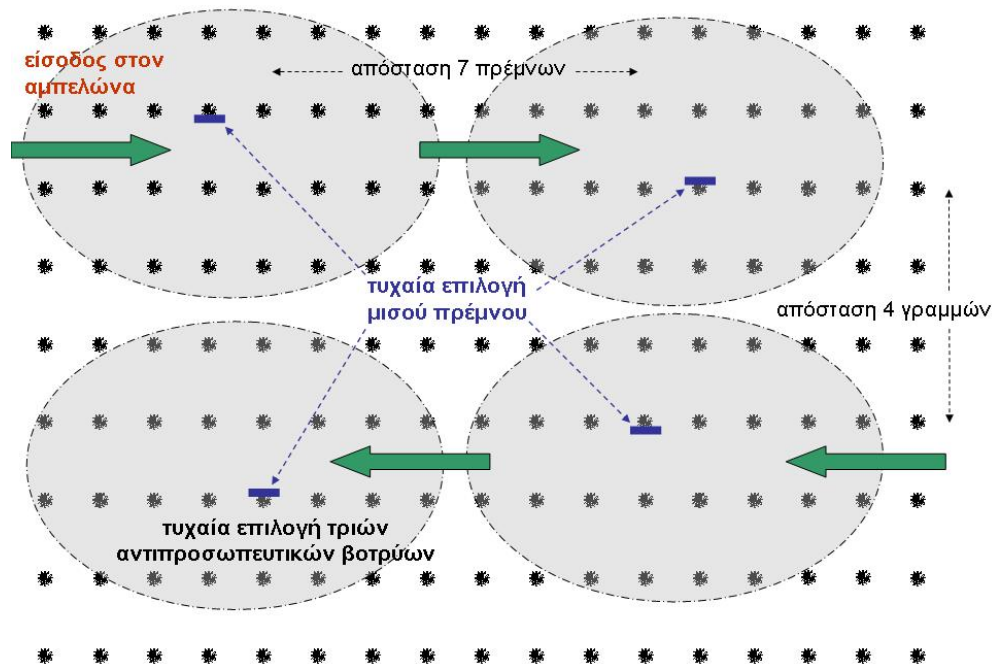 είσοδος στον
αμπελώνα
απόσταση 7 πρέμνων
τυχαία επιλογή
μισού πρέμνου
απόσταση 4 γραμμών
τυχαία επιλογή τριών
αντιπροσωπευτικών βοτρύων